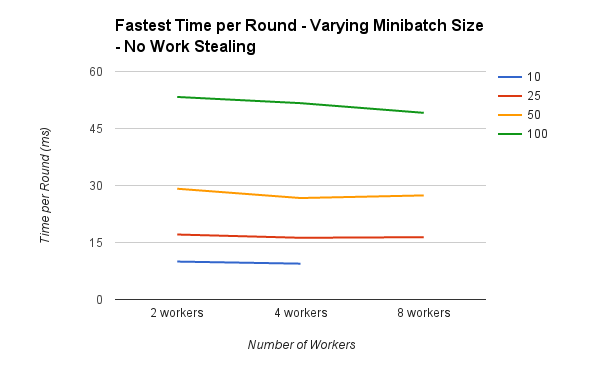 Fastest Time per Round - Varying Minibatch Size
- No Work Stealing
60
45
30
15
0
Time per Round (ms)
2 workers
4 workers
8 workers
Number of Workers
10
25
50
100